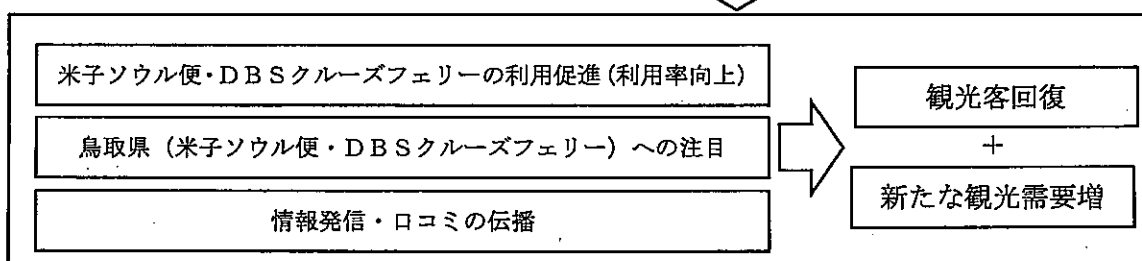 米子ソウル便・DBSクルーズフェリーの利用促進(利用率向上)
鳥取県(米子ソウル便・DBSクルーズフェリー)への注目
情報発信・口コミの伝播
観光客回復
+
新たな観光需要増